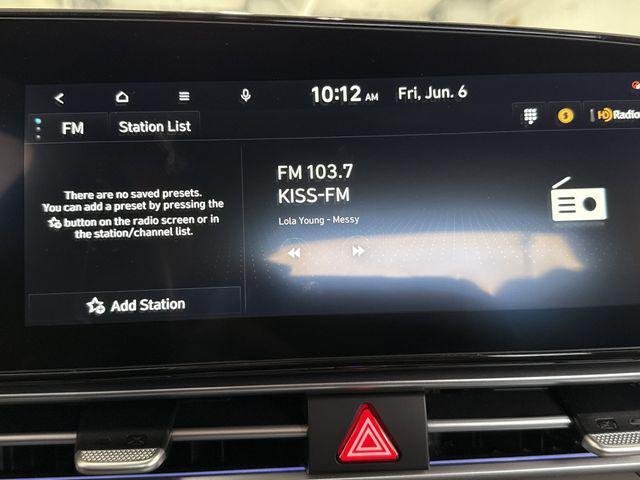 10:12 AM Fri, Jun. 6
FM Station List
HD Radio
There are no saved presets.
You can add a preset by pressing the
button on the radio screen or in
the station/channel list.
Add Station
FM 103.7
KISS-FM
Lola Young - Messy